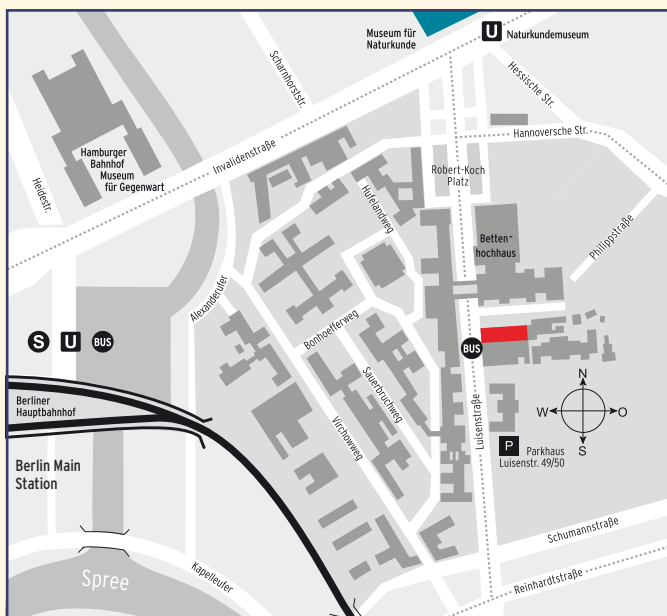 Museum für
Naturkunde
U
Naturkundemuseum
Scharnhorststr.
Hessische Str.
Hannoversche Str.
Hamburger
Bahnhof
Museum
für Gegenwart
Invalidenstraße
Heidestr.
Robert-Koch
Platz
Hufelandweg
Betten-
hochhaus
Philippstraße
Alexanderufer
Bonhoefferweg
S
U
BUS
BUS
Sauerbruchweg
Virchowweg
Luisenstraße
N
W
O
S
Berliner
Hauptbahnhof
Berlin Main
Station
P
Parkhaus
Luisenstr. 49/50
Schumannstraße
Reinhardtstraße
Kapelleufer
Spree